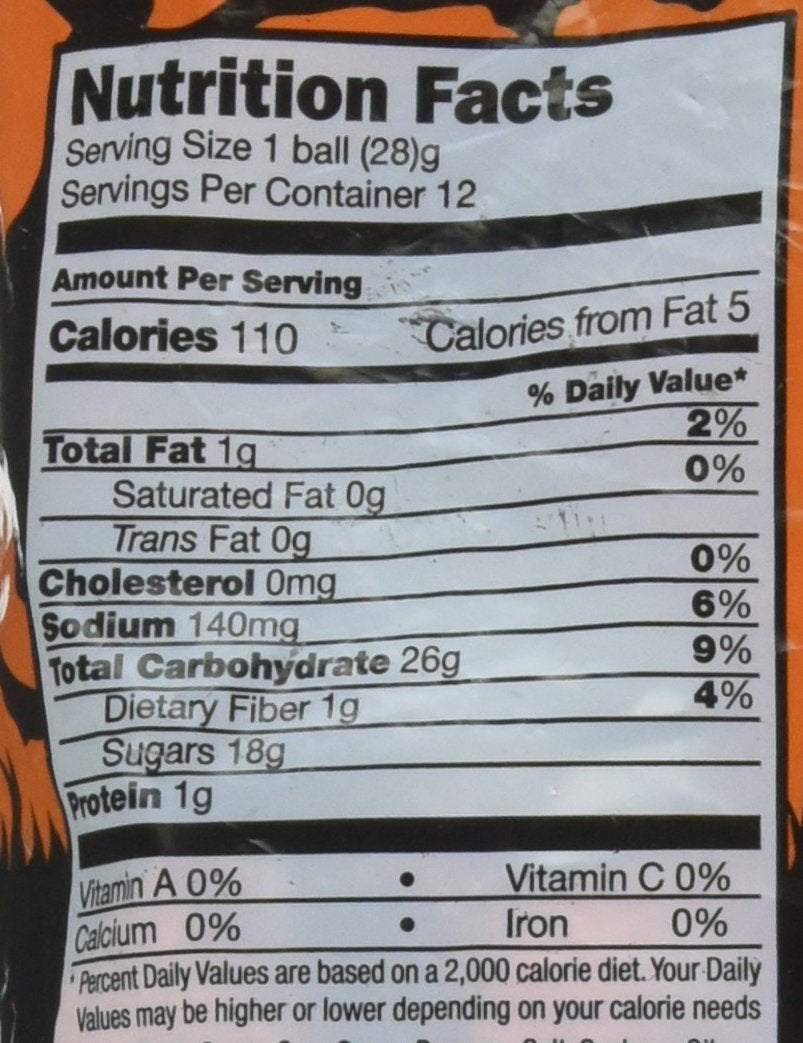 Nutrition Facts
Serving Size 1 ball (28)g
Servings Per Container 12
Amount Per Serving
Calories 110 Calories from Fat 5
% Daily Value*
Total Fat 1g 2%
Saturated Fat 0g 0%
Trans Fat 0g
Cholesterol 0mg 0%
Sodium 140mg 6%
Total Carbohydrate 26g 9%
Dietary Fiber 1g 4%
Sugars 18g
Protein 1g
Vitamin A 0% • Vitamin C 0%
Calcium 0% • Iron 0%
* Percent Daily Values are based on a 2,000 calorie diet. Your Daily
Values may be higher or lower depending on your calorie needs